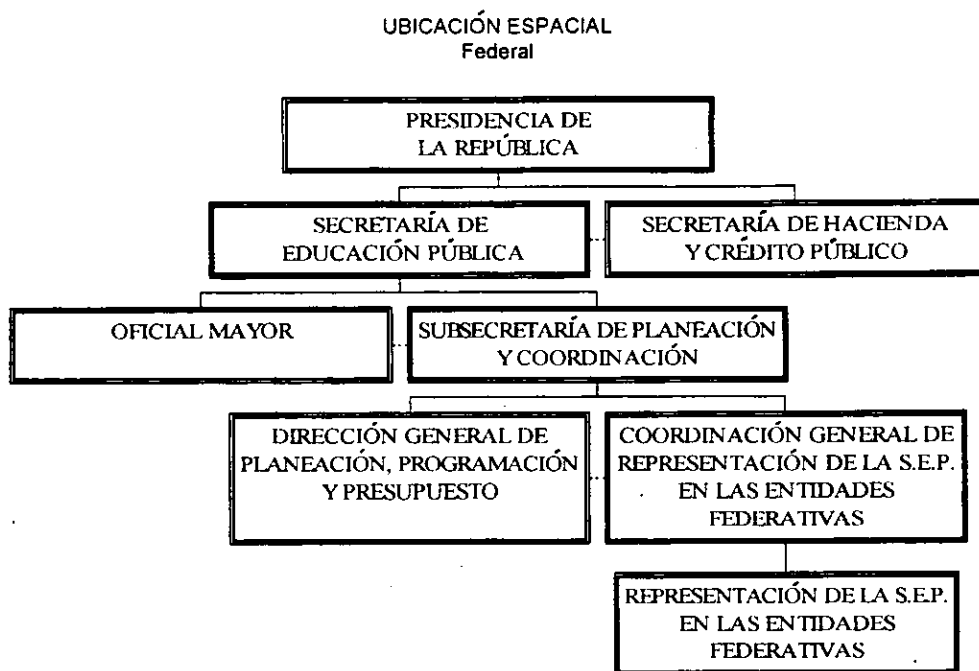 UBICACIÓN ESPACIAL
Federal
PRESIDENCIA DE
LA REPÚBLICA
SECRETARÍA DE
EDUCACIÓN PÚBLICA
SECRETARÍA DE HACIENDA
Y CRÉDITO PÚBLICO
OFICIAL MAYOR
SUBSECRETARÍA DE PLANEACIÓN
Y COORDINACIÓN
DIRECCIÓN GENERAL DE
PLANEACIÓN, PROGRAMACIÓN
Y PRESUPUESTO
COORDINACIÓN GENERAL DE
REPRESENTACIÓN DE LA S.E.P.
EN LAS ENTIDADES
FEDERATIVAS
REPRESENTACIÓN DE LA S.E.P.
EN LAS ENTIDADES
FEDERATIVAS